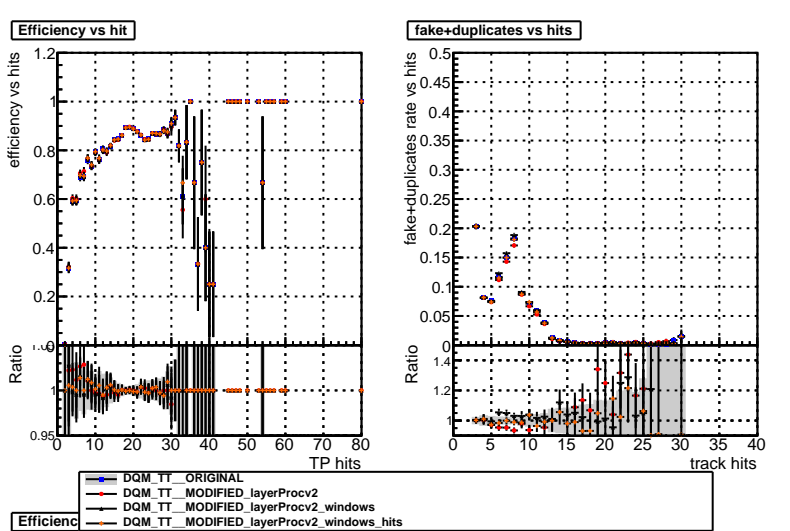 Efficiency vs hit
efficiency vs hits
1.2
1
0.8
0.6
0.4
0.2
0
Ratio
1
0.95
0 10 20 30 40 50 60 70 80
TP hits
fake+duplicates vs hits
fake+duplicates rate vs hits
0.5
0.45
0.4
0.35
0.3
0.25
0.2
0.15
0.1
0.05
0
Ratio
1.4
1.2
1
0 5 10 15 20 25 30 35 40
track hits
DQM_TT__ORIGINAL
DQM_TT__MODIFIED_layerProcv2
DQM_TT__MODIFIED_layerProcv2_windows
DQM_TT__MODIFIED_layerProcv2_windows_hits
Efficienc